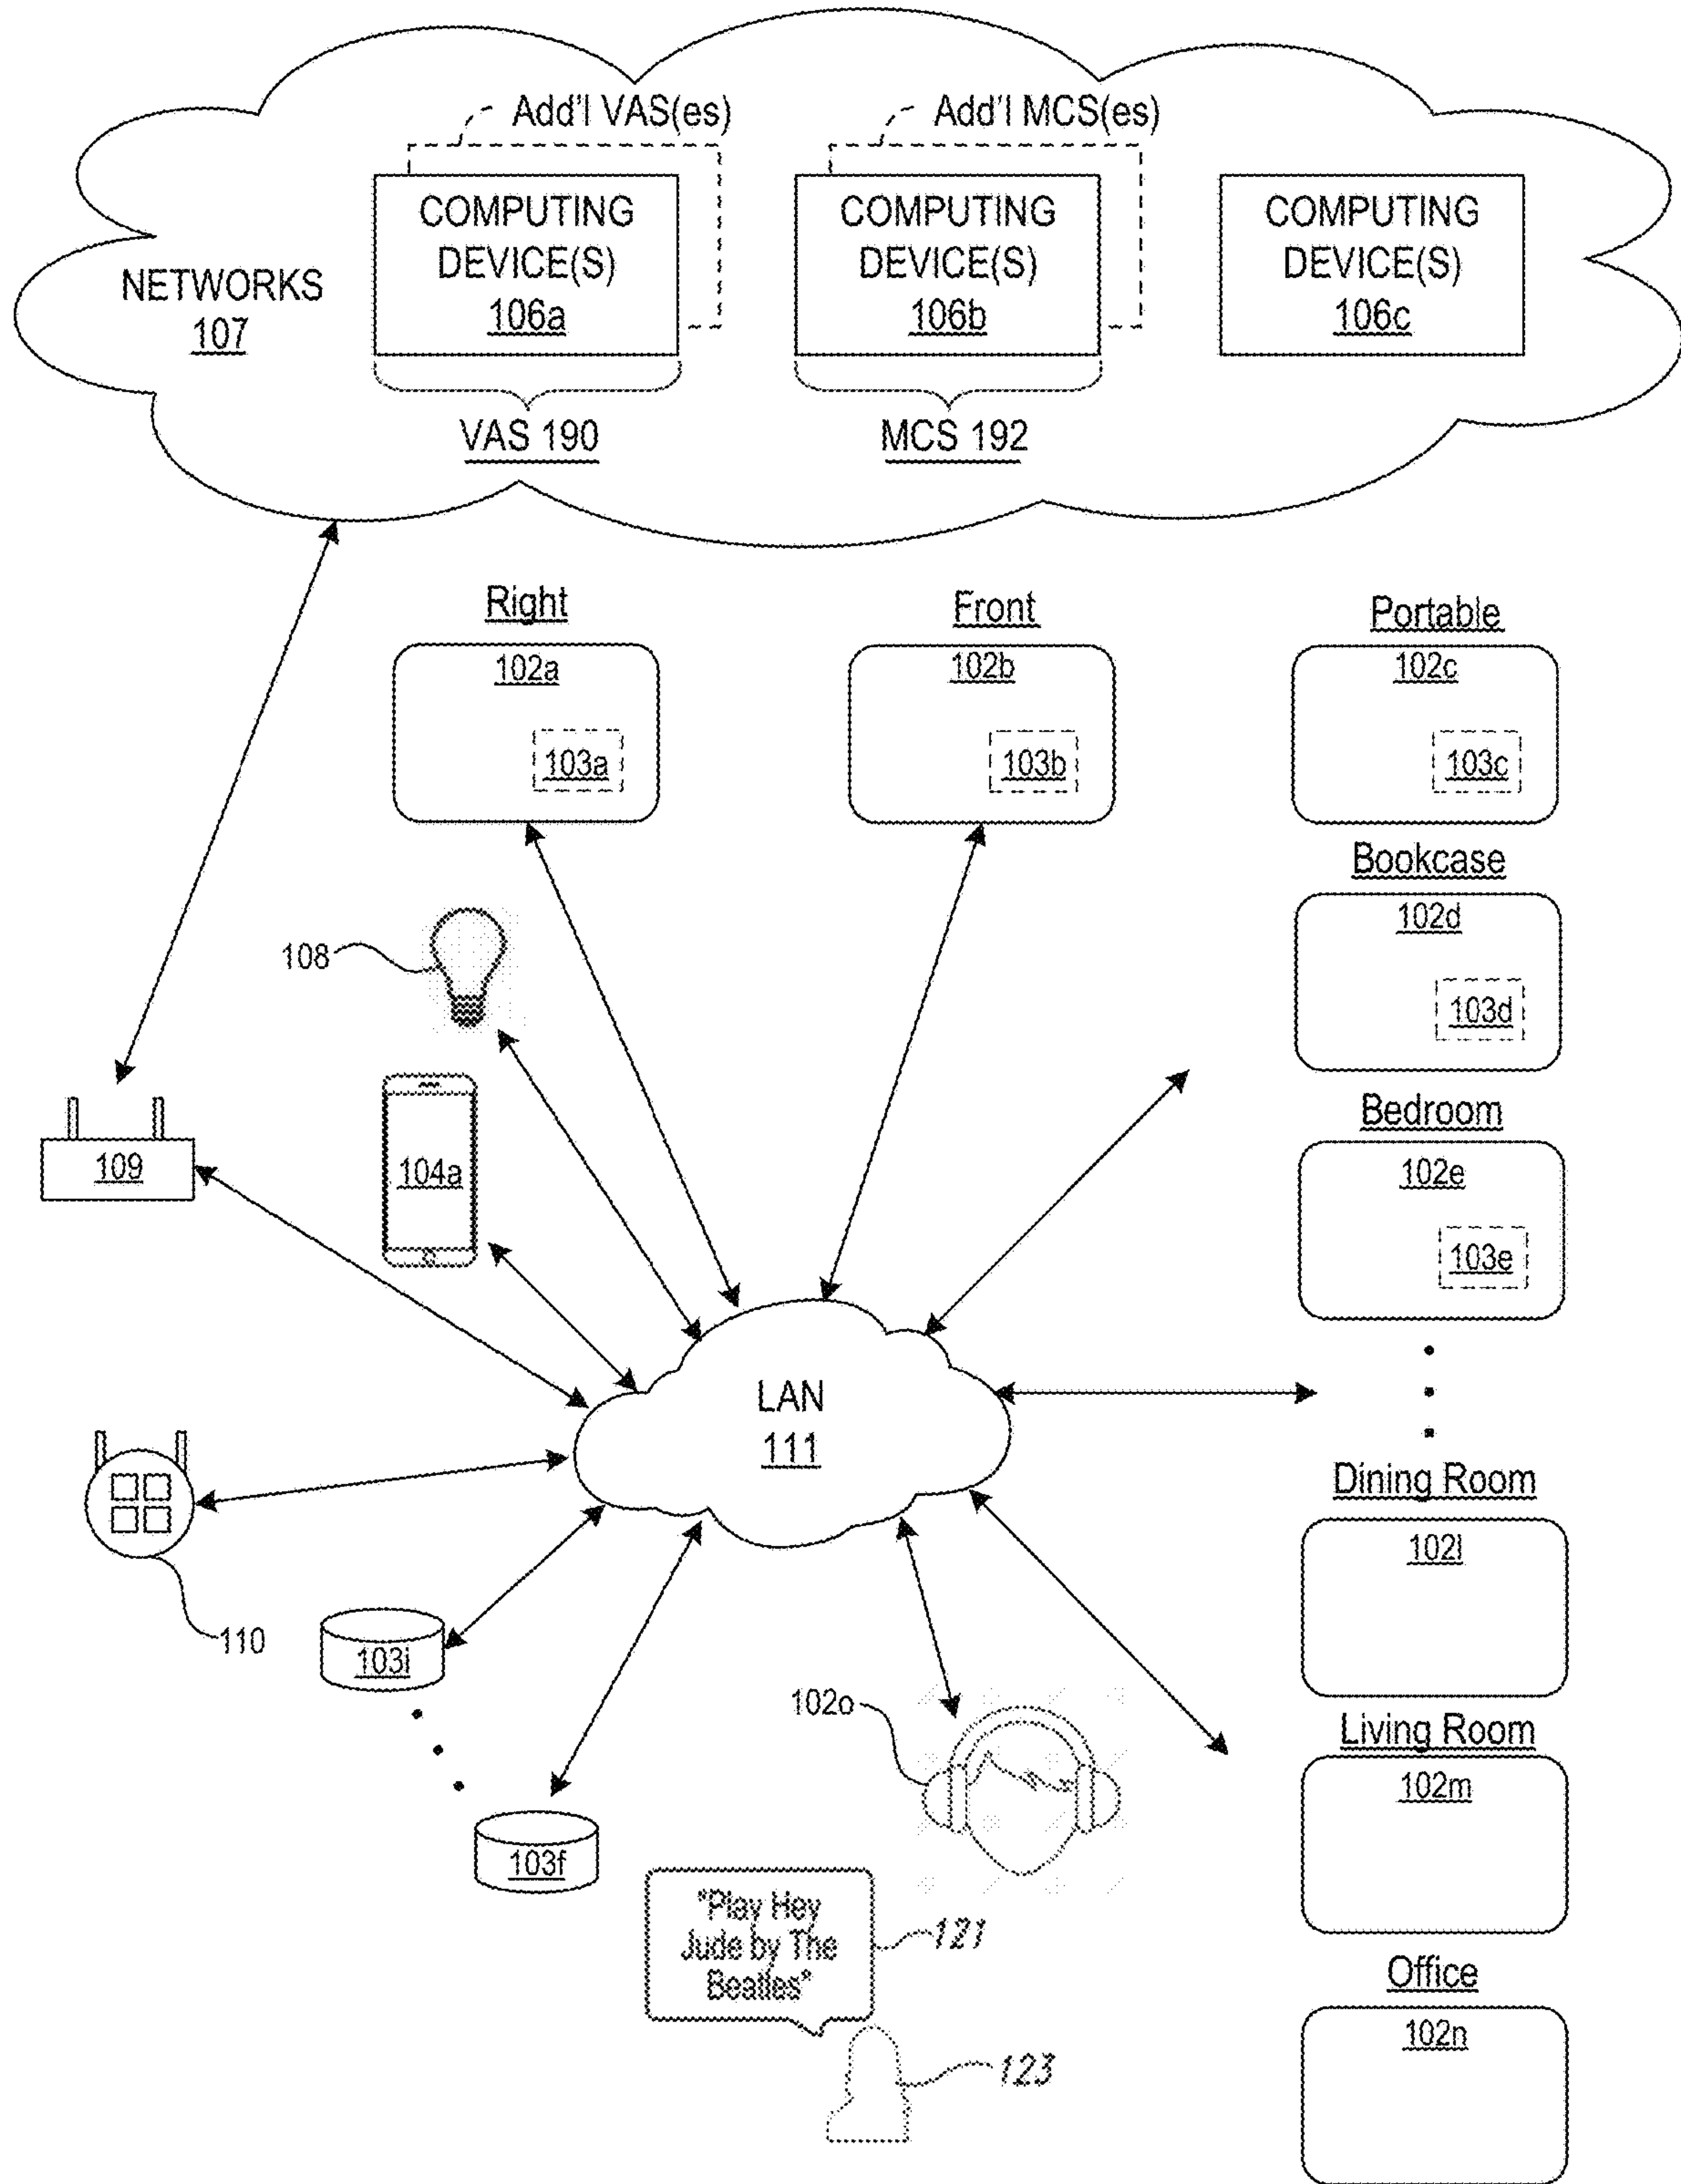 Add'l VAS(es)
Add'l MCS(es)
COMPUTING
DEVICE(S)
106a
COMPUTING
DEVICE(S)
106b
COMPUTING
DEVICE(S)
106c
NETWORKS
107
VAS 190
MCS 192
Right
102a
103a
Front
102b
103b
Portable
102c
103c
Bookcase
102d
103d
Bedroom
102e
103e
108
104a
109
LAN
111
110
103i
103f
102o
Dining Room
102l
Living Room
102m
Office
102n
"Play Hey
Jude by The
Beatles"
121
123